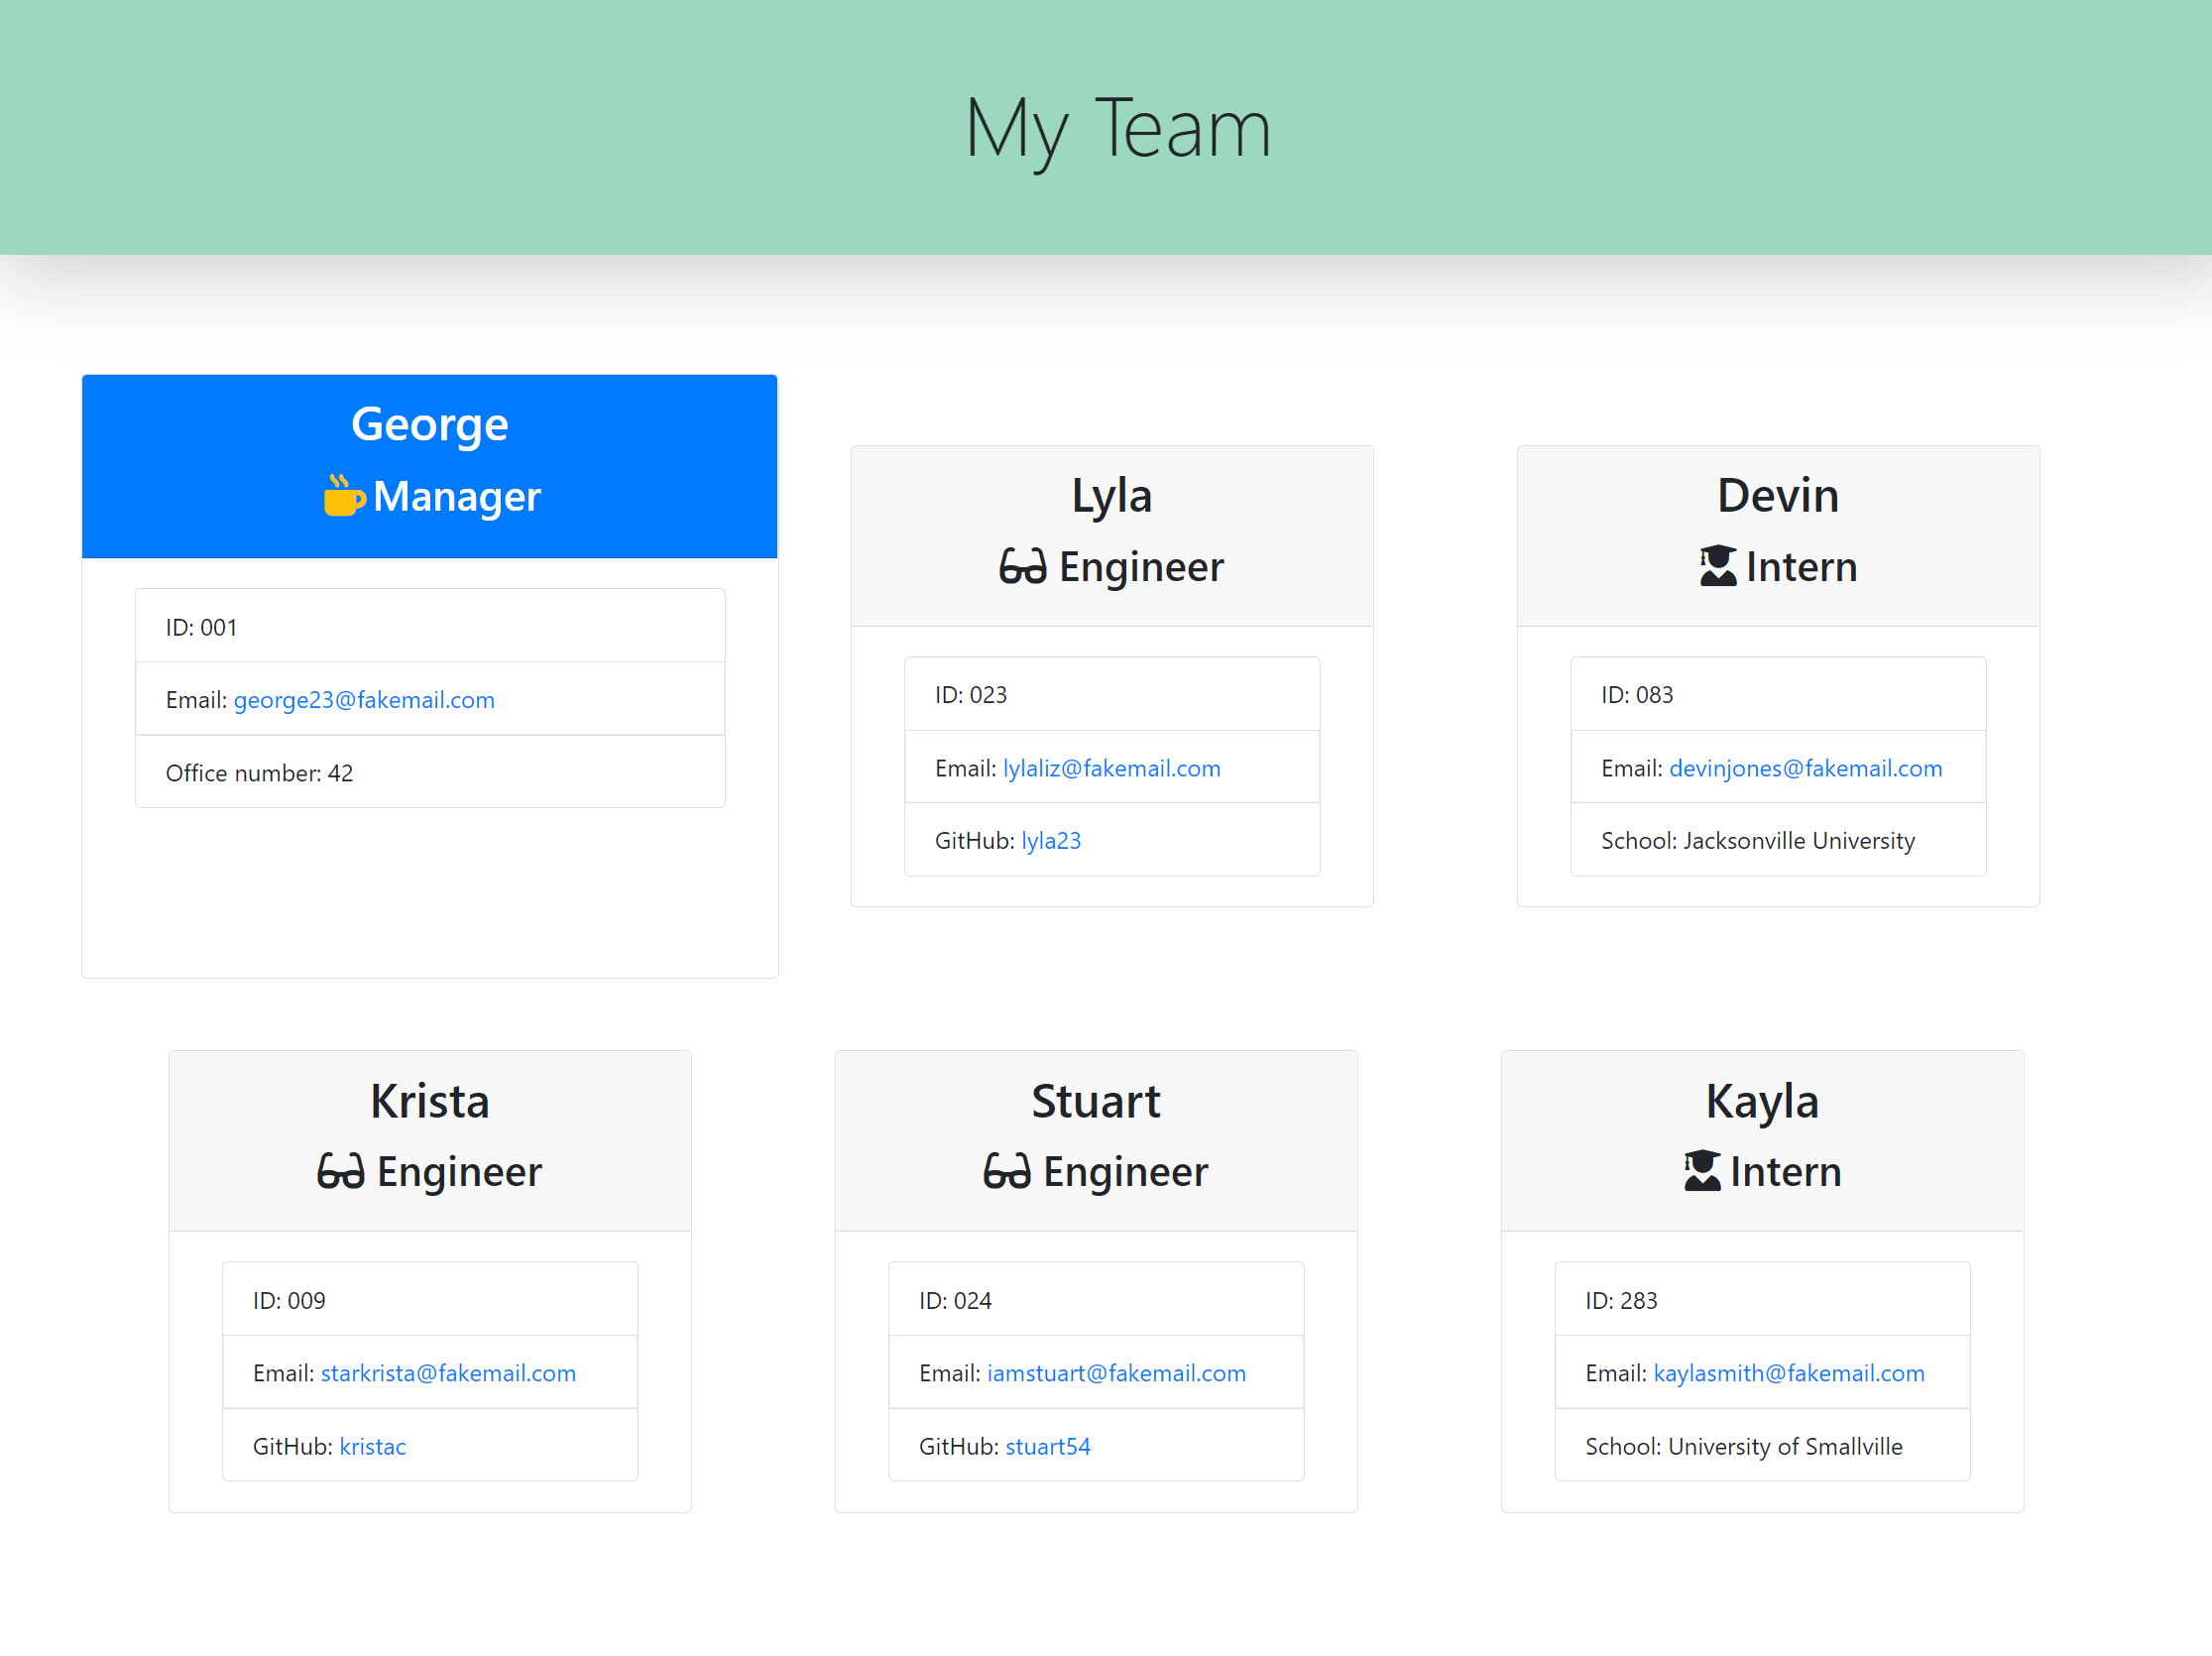 My Team
George
Manager
ID: 001
Email: george23@fakemail.com
Office number: 42
Lyla
Engineer
ID: 023
Email: lylaliz@fakemail.com
GitHub: lyla23
Devin
Intern
ID: 083
Email: devinjones@fakemail.com
School: Jacksonville University
Krista
Engineer
ID: 009
Email: starkrista@fakemail.com
GitHub: kristac
Stuart
Engineer
ID: 024
Email: iamstuart@fakemail.com
GitHub: stuart54
Kayla
Intern
ID: 283
Email: kaylasmith@fakemail.com
School: University of Smallville